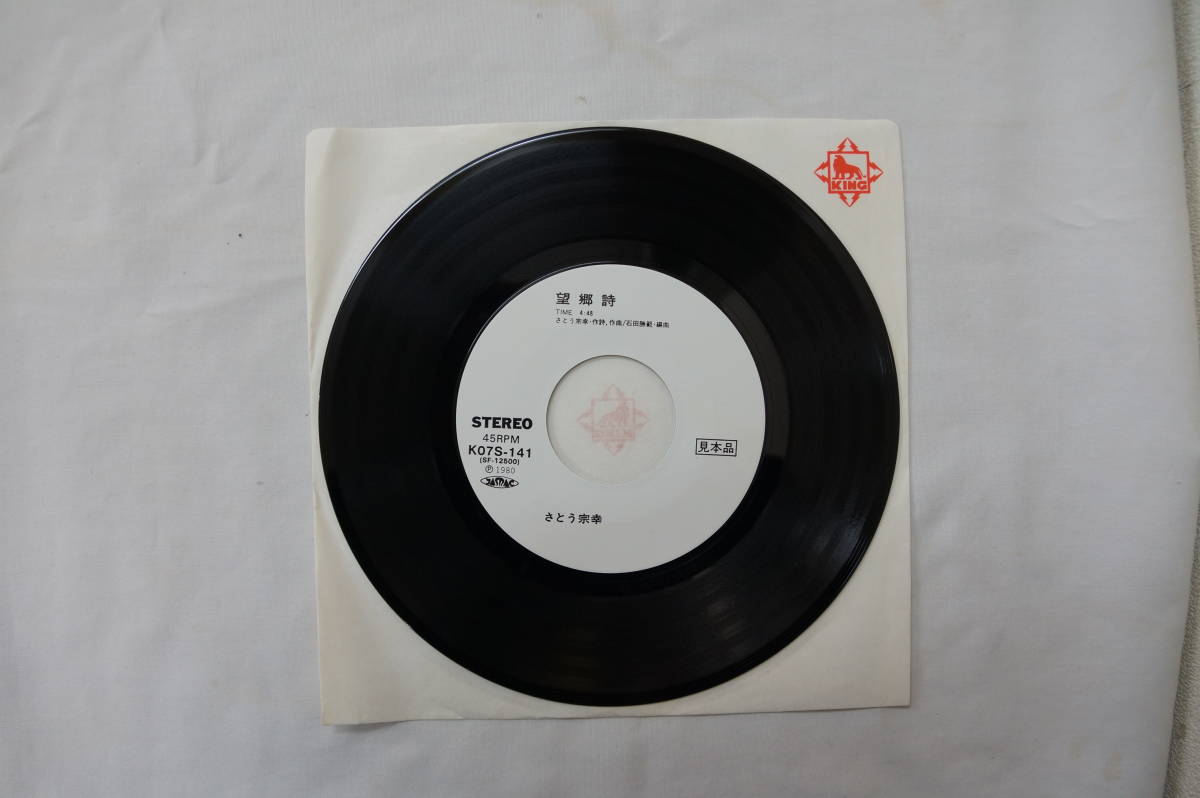 KING
望郷詩
TIME 4:48
さとう宗幸・作詩,作曲/石田勝範・編曲
STEREO
45RPM
K07S-141
(SF-12500)
Ⓟ 1980
JASRAC
見本品
さとう宗幸